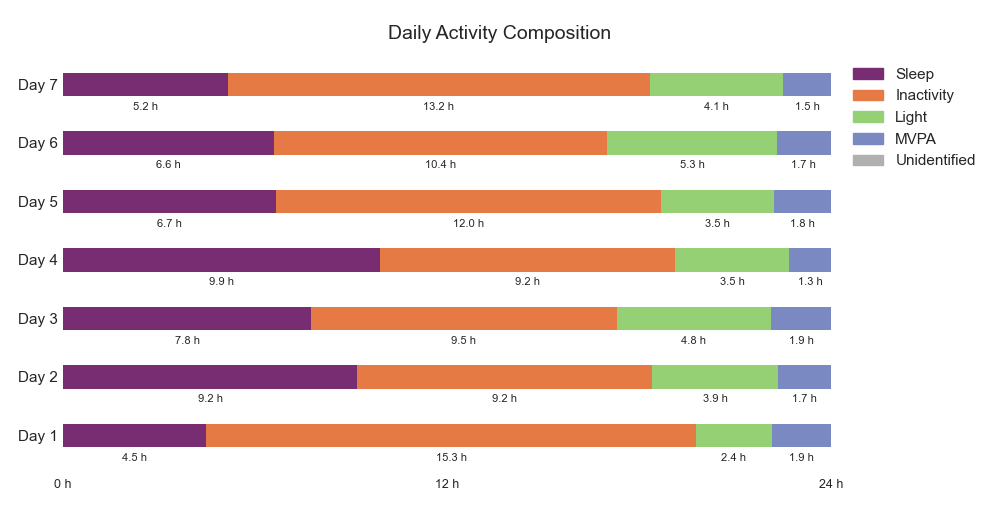 Daily Activity Composition
Day 7
5.2 h 13.2 h 4.1 h 1.5 h
Day 6
6.6 h 10.4 h 5.3 h 1.7 h
Day 5
6.7 h 12.0 h 3.5 h 1.8 h
Day 4
9.9 h 9.2 h 3.5 h 1.3 h
Day 3
7.8 h 9.5 h 4.8 h 1.9 h
Day 2
9.2 h 9.2 h 3.9 h 1.7 h
Day 1
4.5 h 15.3 h 2.4 h 1.9 h
0 h 12 h 24 h
Sleep
Inactivity
Light
MVPA
Unidentified